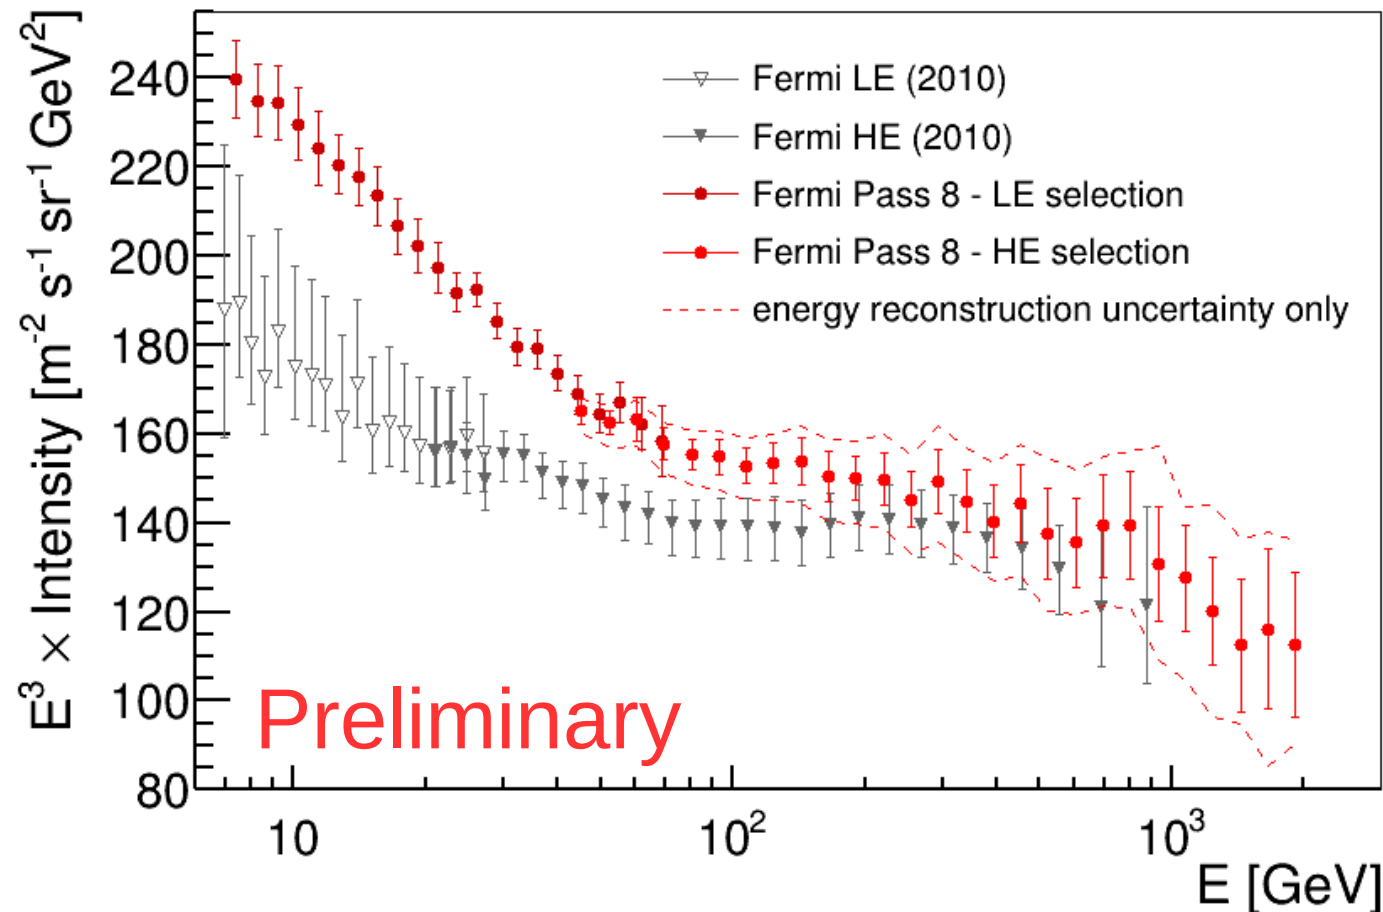 E³ × Intensity [m⁻² s⁻¹ sr⁻¹ GeV²]
240
220
200
180
160
140
120
100
80
Fermi LE (2010)
Fermi HE (2010)
Fermi Pass 8 - LE selection
Fermi Pass 8 - HE selection
energy reconstruction uncertainty only
Preliminary
10 10² 10³
E [GeV]